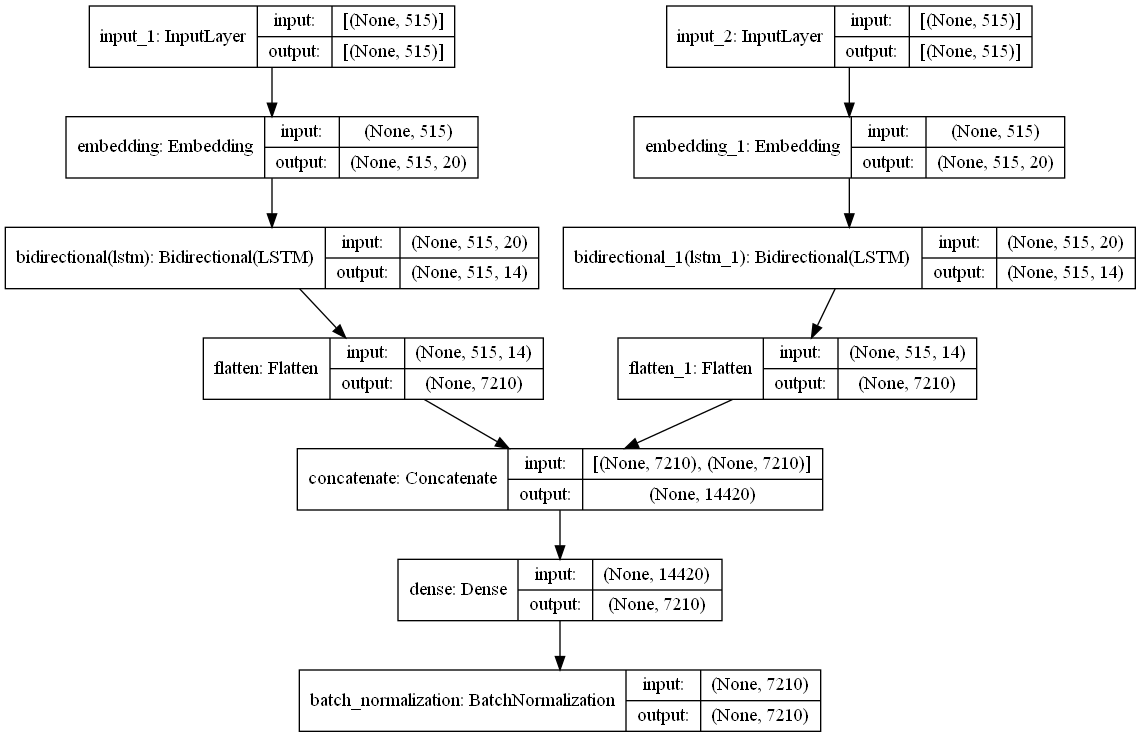 input_1: InputLayer
input: [(None, 515)]
output: [(None, 515)]
input_2: InputLayer
input: [(None, 515)]
output: [(None, 515)]
embedding: Embedding
input: (None, 515)
output: (None, 515, 20)
embedding_1: Embedding
input: (None, 515)
output: (None, 515, 20)
bidirectional(lstm): Bidirectional(LSTM)
input: (None, 515, 20)
output: (None, 515, 14)
bidirectional_1(lstm_1): Bidirectional(LSTM)
input: (None, 515, 20)
output: (None, 515, 14)
flatten: Flatten
input: (None, 515, 14)
output: (None, 7210)
flatten_1: Flatten
input: (None, 515, 14)
output: (None, 7210)
concatenate: Concatenate
input: [(None, 7210), (None, 7210)]
output: (None, 14420)
dense: Dense
input: (None, 14420)
output: (None, 7210)
batch_normalization: BatchNormalization
input: (None, 7210)
output: (None, 7210)